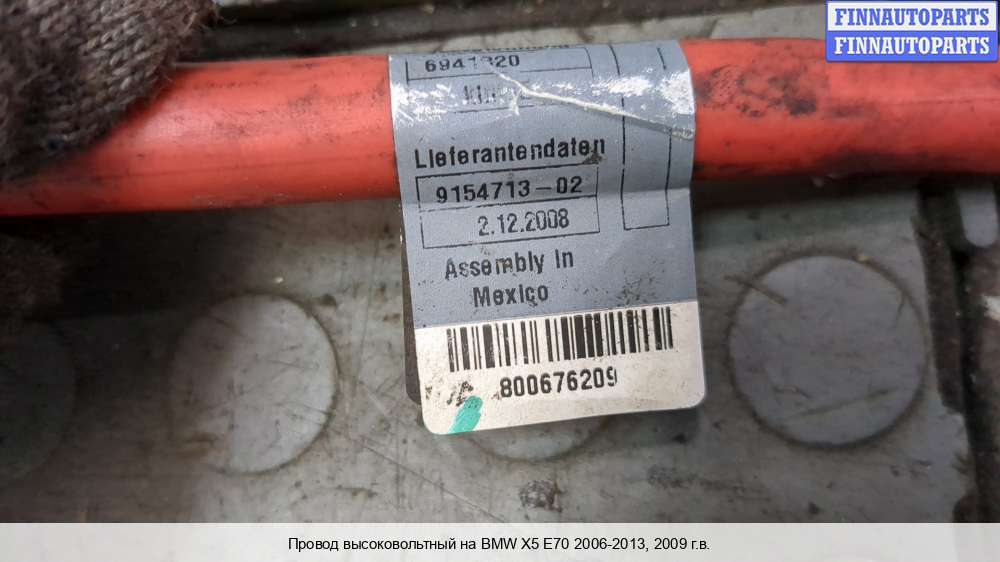 FINNAUTOPARTS
FINNAUTOPARTS
Lieferantendaten
9154713-02
2.12.2008
Assembly in
Mexico
800676209
Провод высоковольтный на BMW X5 E70 2006-2013, 2009 г.в.